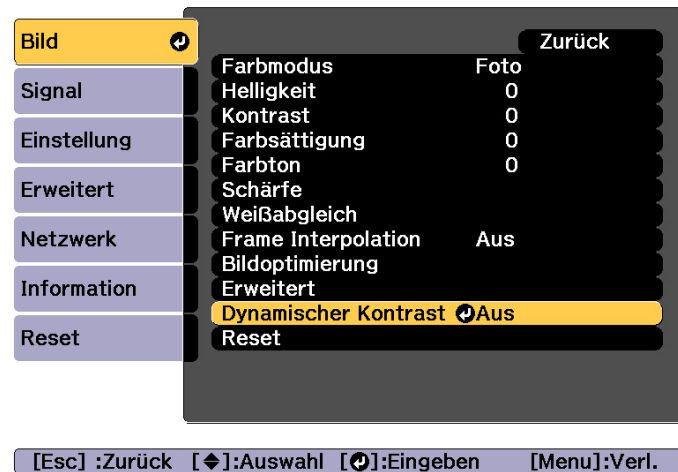 Bild
Signal
Einstellung
Erweitert
Netzwerk
Information
Reset
Zurück
Farbmodus Foto
Helligkeit 0
Kontrast 0
Farbsättigung 0
Farbton 0
Schärfe
Weißabgleich
Frame Interpolation Aus
Bildoptimierung
Erweitert
Dynamischer Kontrast Aus
Reset
[Esc] :Zurück [◆]:Auswahl [↵]:Eingeben [Menu]:Verl.